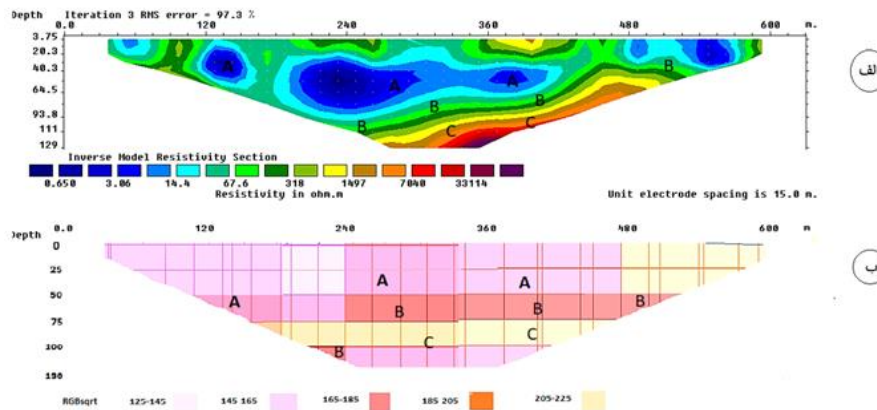 Depth Iteration 3 RMS error = 97.3 %
0.0 120 240 360 480 600 m.
3.75
20.3
40.3
64.5
93.8
111
129
A A A B B B B C C
الف
Inverse Model Resistivity Section
0.650 3.06 14.4 67.6 318 1497 7040 33114
Resistivity in ohm.m
Unit electrode spacing is 15.0 m.
Depth 0.0 120 240 360 480 600 m
0
25
50
75
100
A A A B B B B C C
ب
RGBsqrt 125-145 145 165 165-185 185 205 205-225